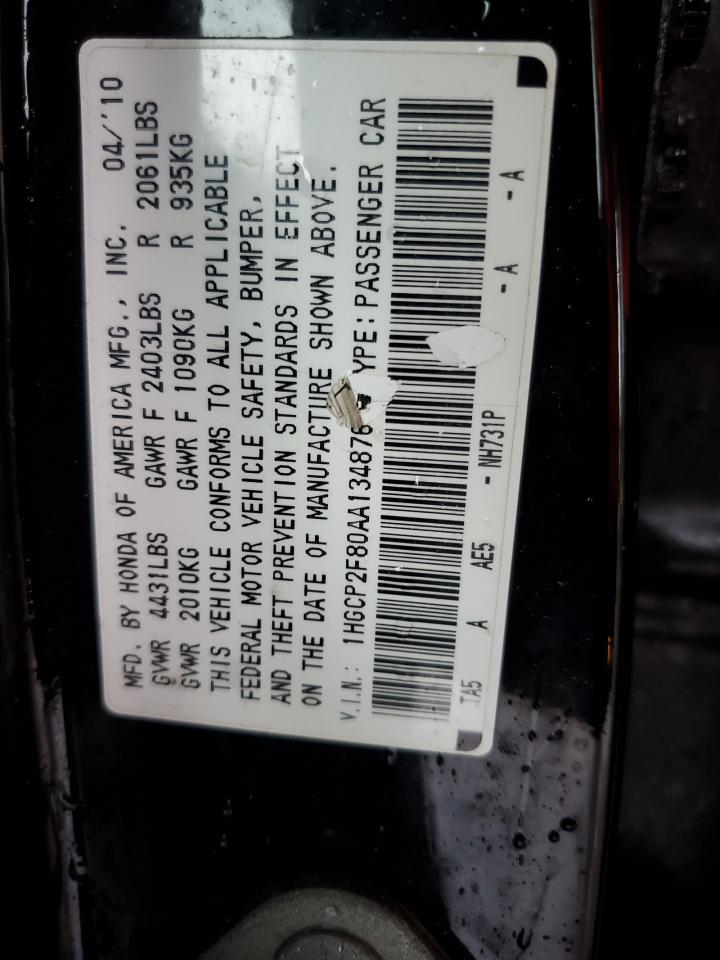 MFD. BY HONDA OF AMERICA MFG., INC. 04/'10
GVWR 4431LBS GAWR F 2403LBS R 2061LBS
GVWR 2010KG GAWR F 1090KG R 935KG
THIS VEHICLE CONFORMS TO ALL APPLICABLE
FEDERAL MOTOR VEHICLE SAFETY, BUMPER,
AND THEFT PREVENTION STANDARDS IN EFFECT
ON THE DATE OF MANUFACTURE SHOWN ABOVE.
V.I.N.: 1HGCP2F80AA134876 YPE: PASSENGER CAR
TA5 A AE5 - NH731P - A - A